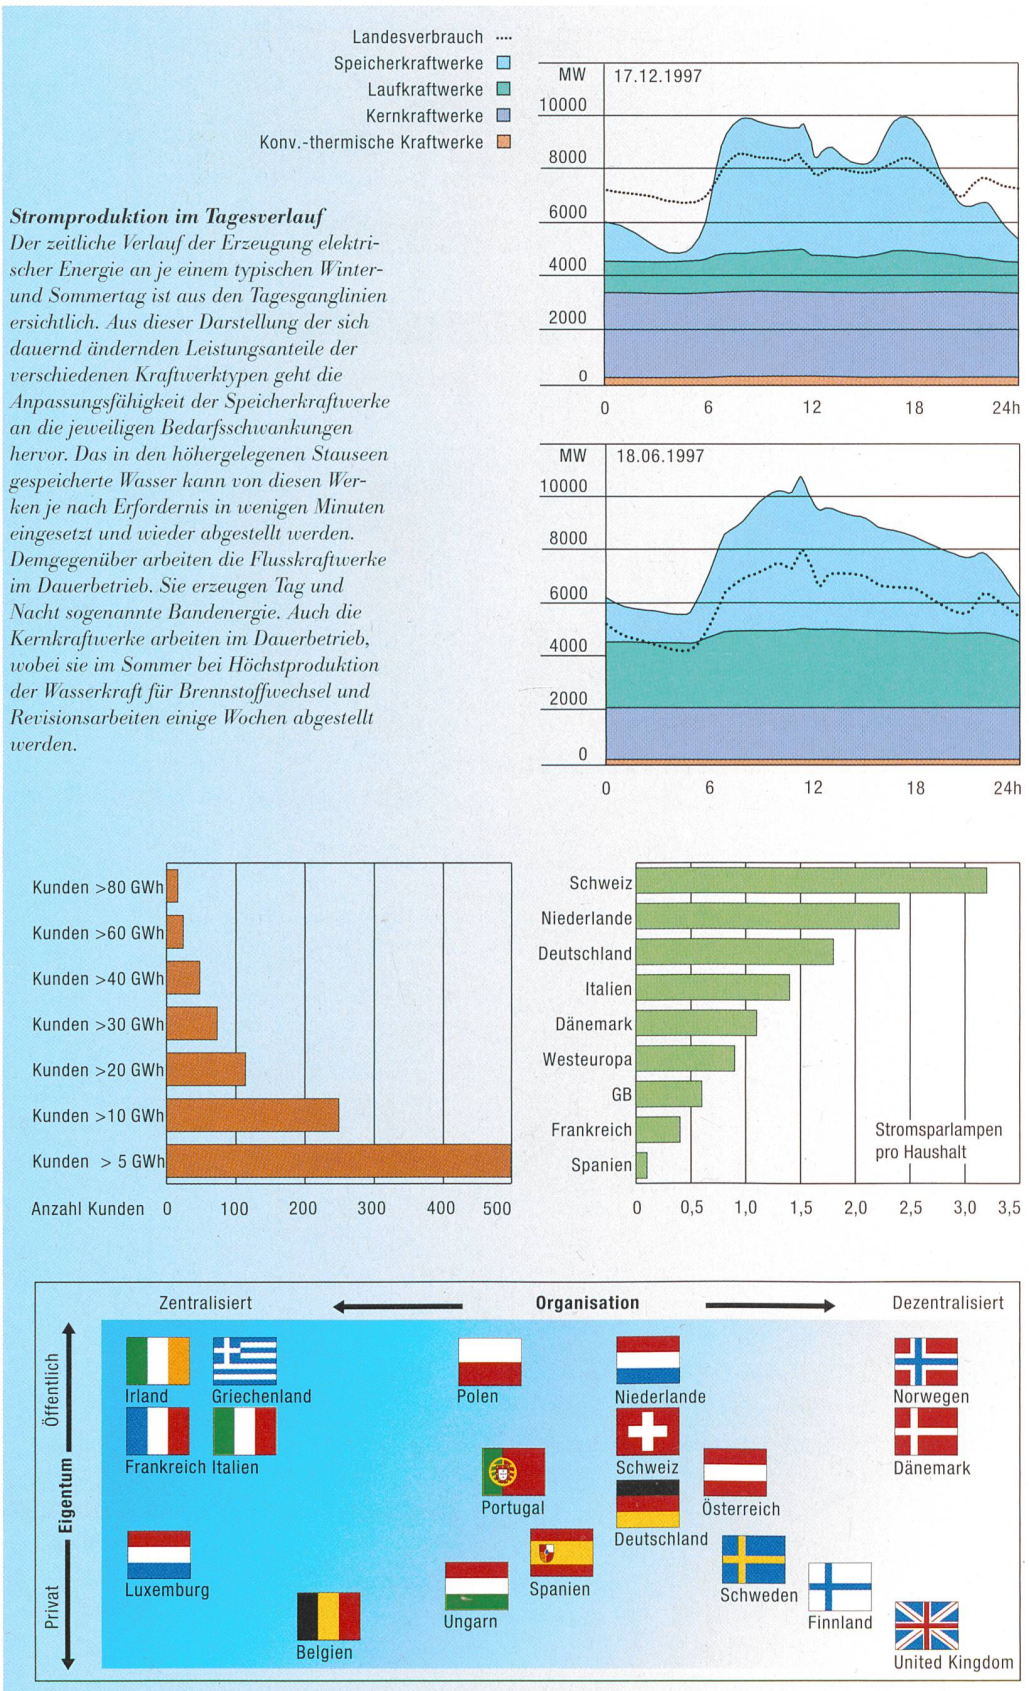 Landesverbrauch
Speicherkraftwerke
Laufkraftwerke
Kernkraftwerke
Konv.-thermische Kraftwerke
Stromproduktion im Tagesverlauf
Der zeitliche Verlauf der Erzeugung elektri-
scher Energie an je einem typischen Winter-
und Sommertag ist aus den Tagesganglinien
ersichtlich. Aus dieser Darstellung der sich
dauernd ändernden Leistungsanteile der
verschiedenen Kraftwerktypen geht die
Anpassungsfähigkeit der Speicherkraftwerke
an die jeweiligen Bedarfsschwankungen
hervor. Das in den höhergelegenen Stauseen
gespeicherte Wasser kann von diesen Wer-
ken je nach Erfordernis in wenigen Minuten
eingesetzt und wieder abgestellt werden.
Demgegenüber arbeiten die Flusskraftwerke
im Dauerbetrieb. Sie erzeugen Tag und
Nacht sogenannte Bandenergie. Auch die
Kernkraftwerke arbeiten im Dauerbetrieb,
wobei sie im Sommer bei Höchstproduktion
der Wasserkraft für Brennstoffwechsel und
Revisionsarbeiten einige Wochen abgestellt
werden.
MW 17.12.1997
10000
8000
6000
4000
2000
0
0 6 12 18 24h
MW 18.06.1997
10000
8000
6000
4000
2000
0
0 6 12 18 24h
Kunden >80 GWh
Kunden >60 GWh
Kunden >40 GWh
Kunden >30 GWh
Kunden >20 GWh
Kunden >10 GWh
Kunden > 5 GWh
Anzahl Kunden 0 100 200 300 400 500
Schweiz
Niederlande
Deutschland
Italien
Dänemark
Westeuropa
GB
Frankreich
Spanien
Stromsparlampen
pro Haushalt
0 0,5 1,0 1,5 2,0 2,5 3,0 3,5
Zentralisiert Organisation Dezentralisiert
Öffentlich
Eigentum
Privat
Irland Griechenland Polen Niederlande Norwegen
Frankreich Italien Schweiz Dänemark
Portugal Österreich
Deutschland
Luxemburg Spanien Schweden
Ungarn Finnland
Belgien United Kingdom